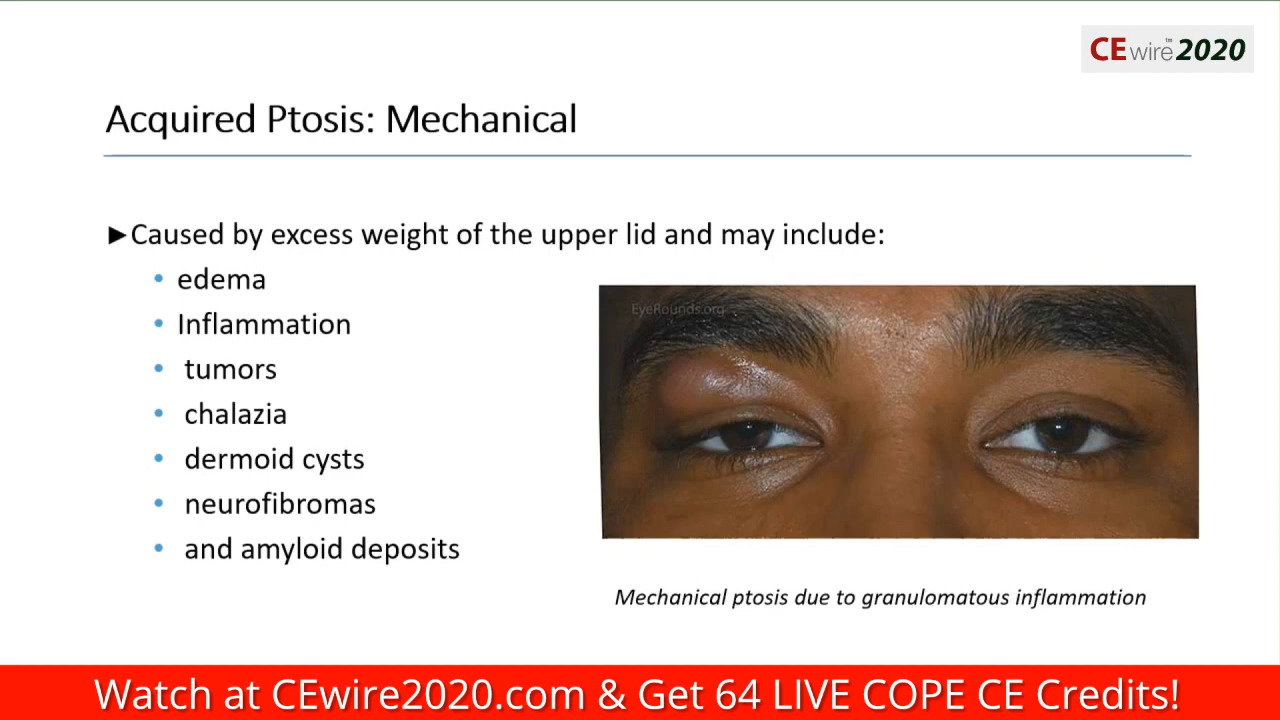 CEwire™2020
Acquired Ptosis: Mechanical
►Caused by excess weight of the upper lid and may include:
• edema
• Inflammation
• tumors
• chalazia
• dermoid cysts
• neurofibromas
• and amyloid deposits
EyeRounds.org
Mechanical ptosis due to granulomatous inflammation
Watch at CEwire2020.com & Get 64 LIVE COPE CE Credits!